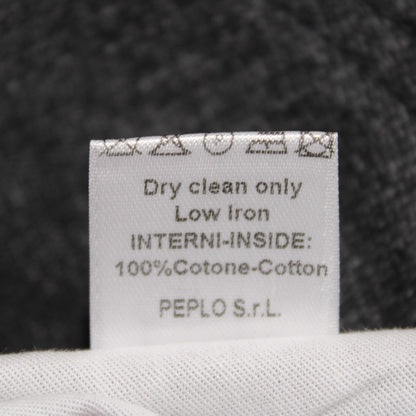 Dry clean only
Low Iron
INTERNI-INSIDE:
100%Cotone-Cotton
PEPLO S.r.L.